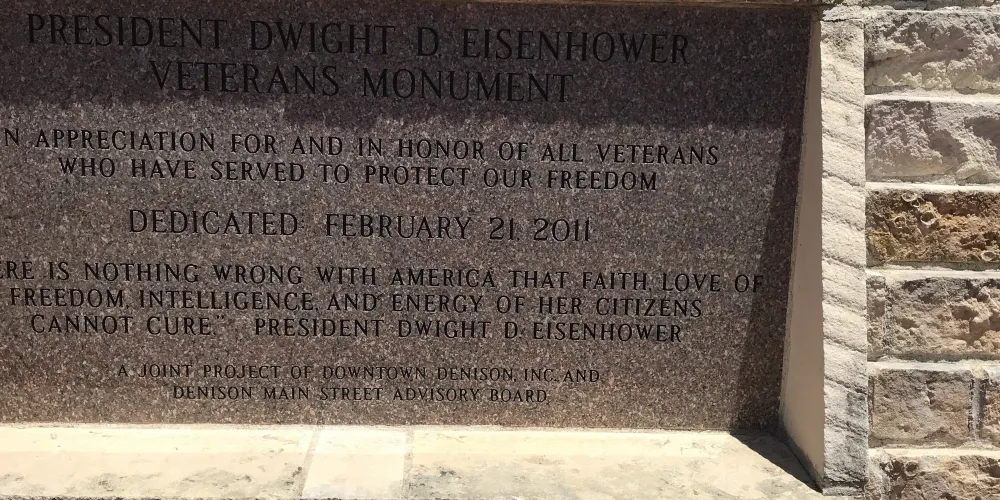 PRESIDENT DWIGHT D. EISENHOWER
VETERANS MONUMENT
N APPRECIATION FOR AND IN HONOR OF ALL VETERANS
WHO HAVE SERVED TO PROTECT OUR FREEDOM
DEDICATED FEBRUARY 21, 2011
ERE IS NOTHING WRONG WITH AMERICA THAT FAITH, LOVE OF
FREEDOM, INTELLIGENCE, AND ENERGY OF HER CITIZENS
CANNOT CURE." PRESIDENT DWIGHT D. EISENHOWER
A JOINT PROJECT OF DOWNTOWN DENISON, INC. AND
DENISON MAIN STREET ADVISORY BOARD